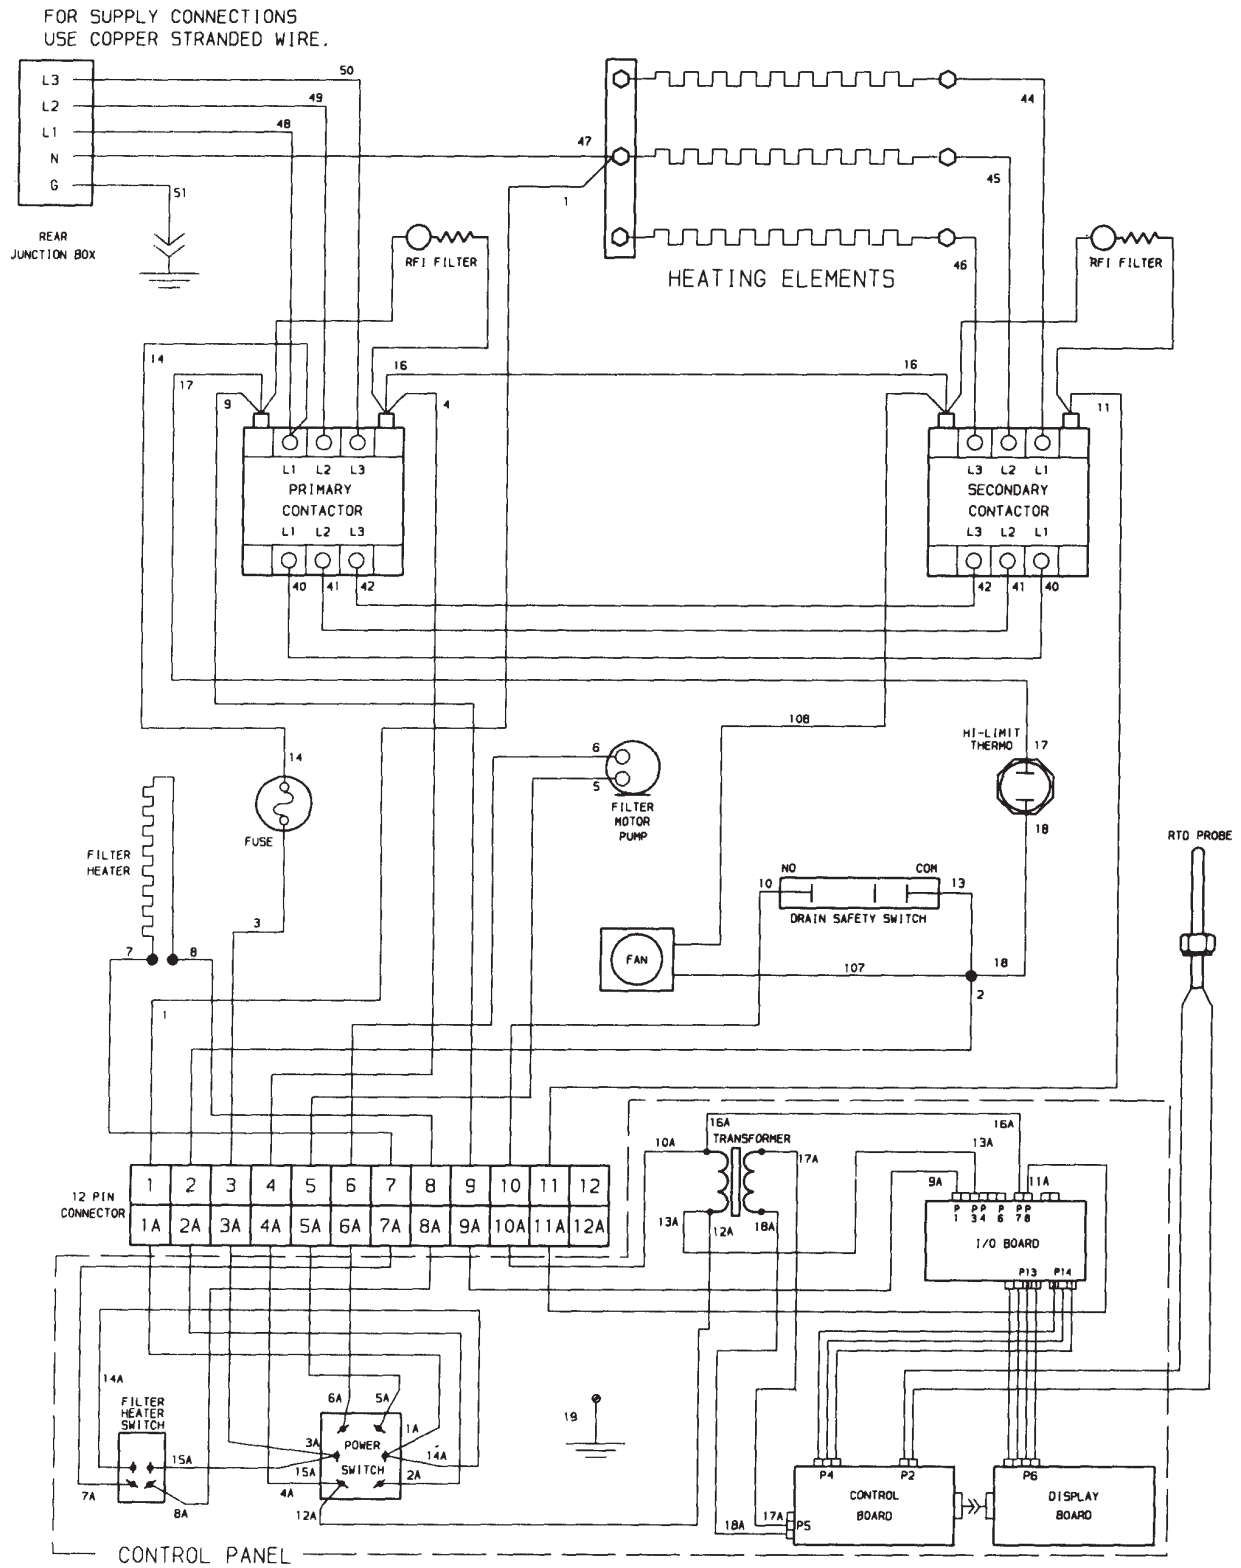 FOR SUPPLY CONNECTIONS
USE COPPER STRANDED WIRE.
L3
L2
L1
N
G
50
49
48
51
REAR
JUNCTION BOX
47
1
44
45
46
HEATING ELEMENTS
RFI FILTER
RFI FILTER
14
17
9
16
4
16
11
L1 L2 L3
PRIMARY
CONTACTOR
L1 L2 L3
40 41 42
L3 L2 L1
SECONDARY
CONTACTOR
L3 L2 L1
42 41 40
108
HI-LIMIT
THERMO
17
18
14
FUSE
6
5
FILTER
MOTOR
PUMP
FILTER
HEATER
7
8
3
1
NO
COM
10
13
DRAIN SAFETY SWITCH
FAN
107
18
2
RTD PROBE
12 PIN
CONNECTOR
1 2 3 4 5 6 7 8 9 10 11 12
1A 2A 3A 4A 5A 6A 7A 8A 9A 10A 11A 12A
16A
TRANSFORMER
10A
17A
13A
12A
18A
16A
13A
9A
11A
P P P P P P
1 3 4 6 7 8
I/O BOARD
P13 P14
14A
FILTER
HEATER
SWITCH
15A
7A
8A
6A
5A
1A
3A
POWER
SWITCH
14A
15A
2A
4A
12A
19
17A
18A
P5
P4
P2
CONTROL
BOARD
P6
DISPLAY
BOARD
CONTROL PANEL